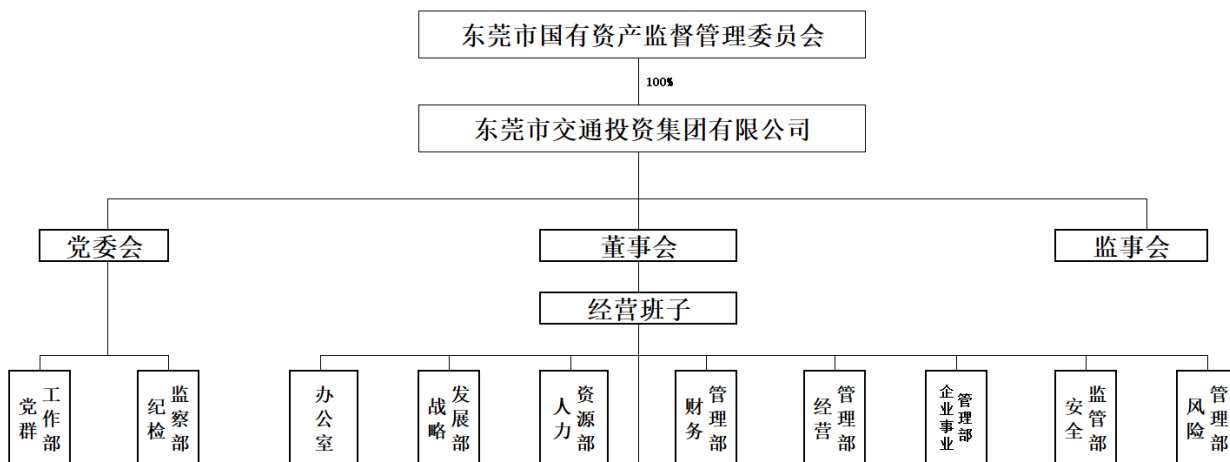 东莞市国有资产监督管理委员会
100%
东莞市交通投资集团有限公司
党委会
董事会
监事会
经营班子
党群
工作部
纪检
监察部
办公室
战略
发展部
人力
资源部
财务
管理部
经营
管理部
企业事业
管理部
安全
监管部
风险
管理部